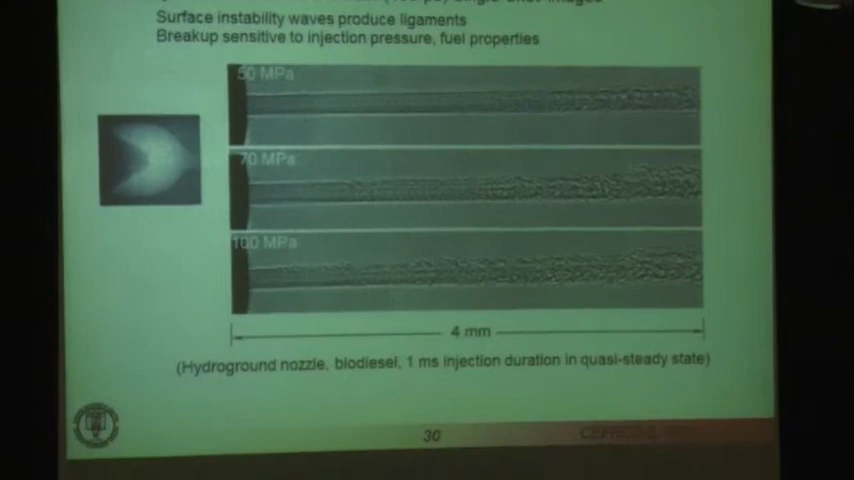 Surface instability waves produce ligaments
Breakup sensitive to injection pressure, fuel properties
50 MPa
70 MPa
100 MPa
4 mm
(Hydroground nozzle, biodiesel, 1 ms injection duration in quasi-steady state)
30